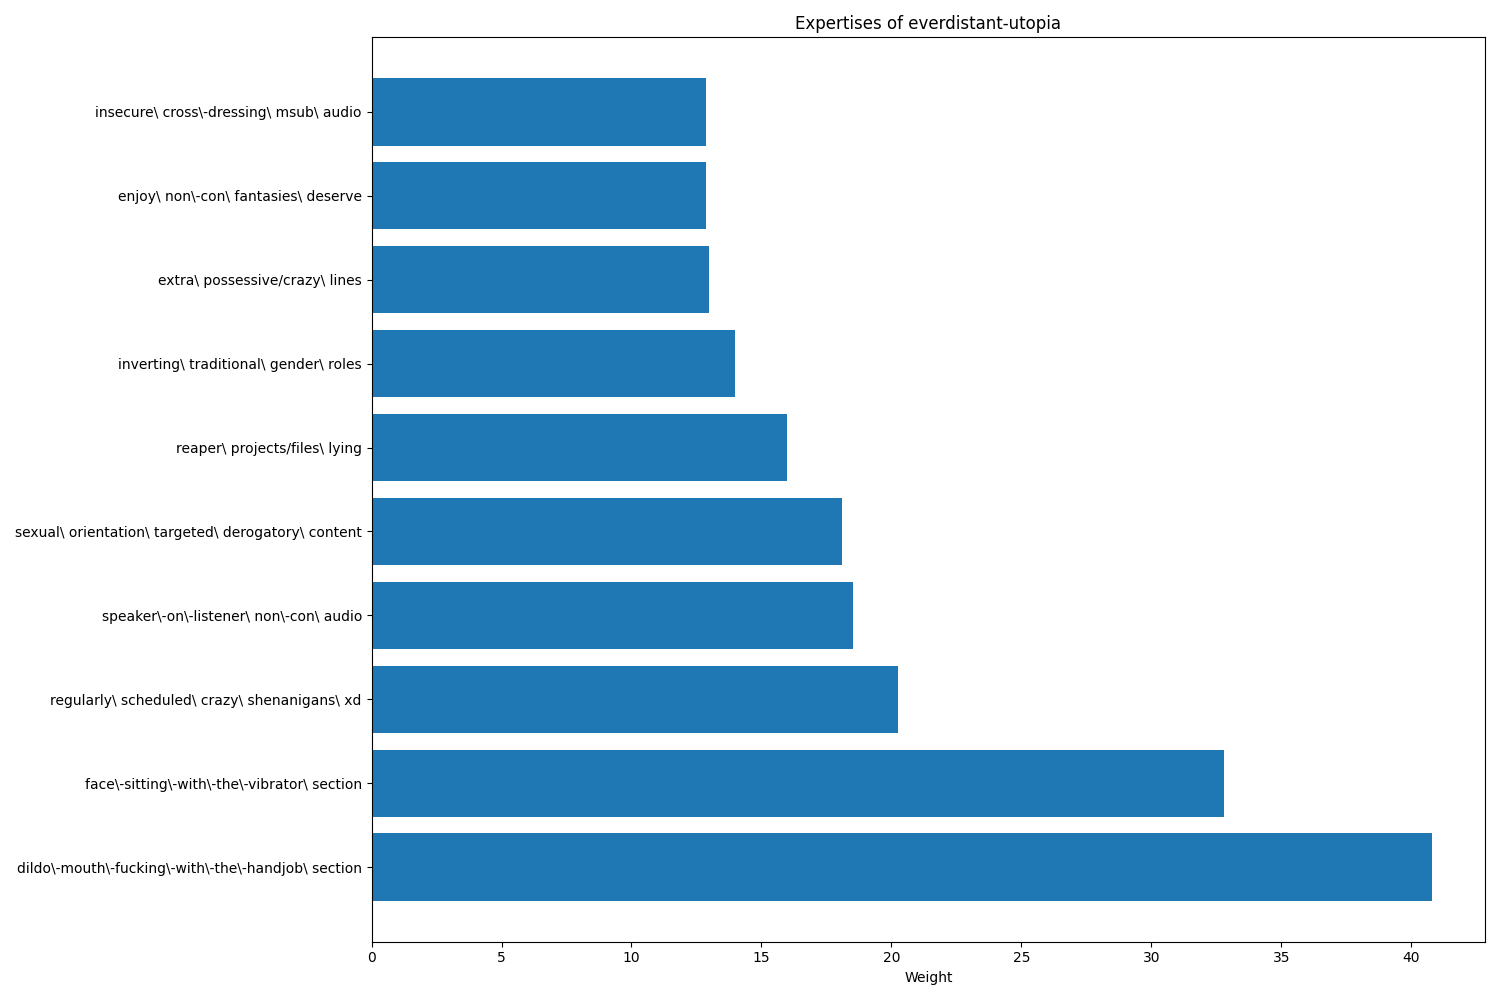 Expertises of everdistant-utopia
insecure\ cross\-dressing\ msub\ audio
enjoy\ non\-con\ fantasies\ deserve
extra\ possessive/crazy\ lines
inverting\ traditional\ gender\ roles
reaper\ projects/files\ lying
sexual\ orientation\ targeted\ derogatory\ content
speaker\-on\-listener\ non\-con\ audio
regularly\ scheduled\ crazy\ shenanigans\ xd
face\-sitting\-with\-the\-vibrator\ section
dildo\-mouth\-fucking\-with\-the\-handjob\ section
0 5 10 15 20 25 30 35 40
Weight